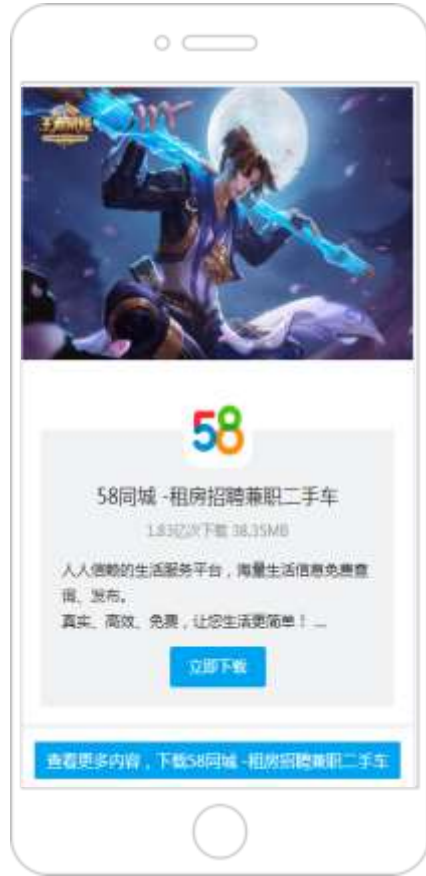 王者荣耀
58
58同城 -租房招聘兼职二手车
1.83亿次下载 38.35MB
人人信赖的生活服务平台，海量生活信息免费查
询、发布。
真实、高效、免费，让您生活更简单！ ...
立即下载
查看更多内容，下载58同城 -租房招聘兼职二手车